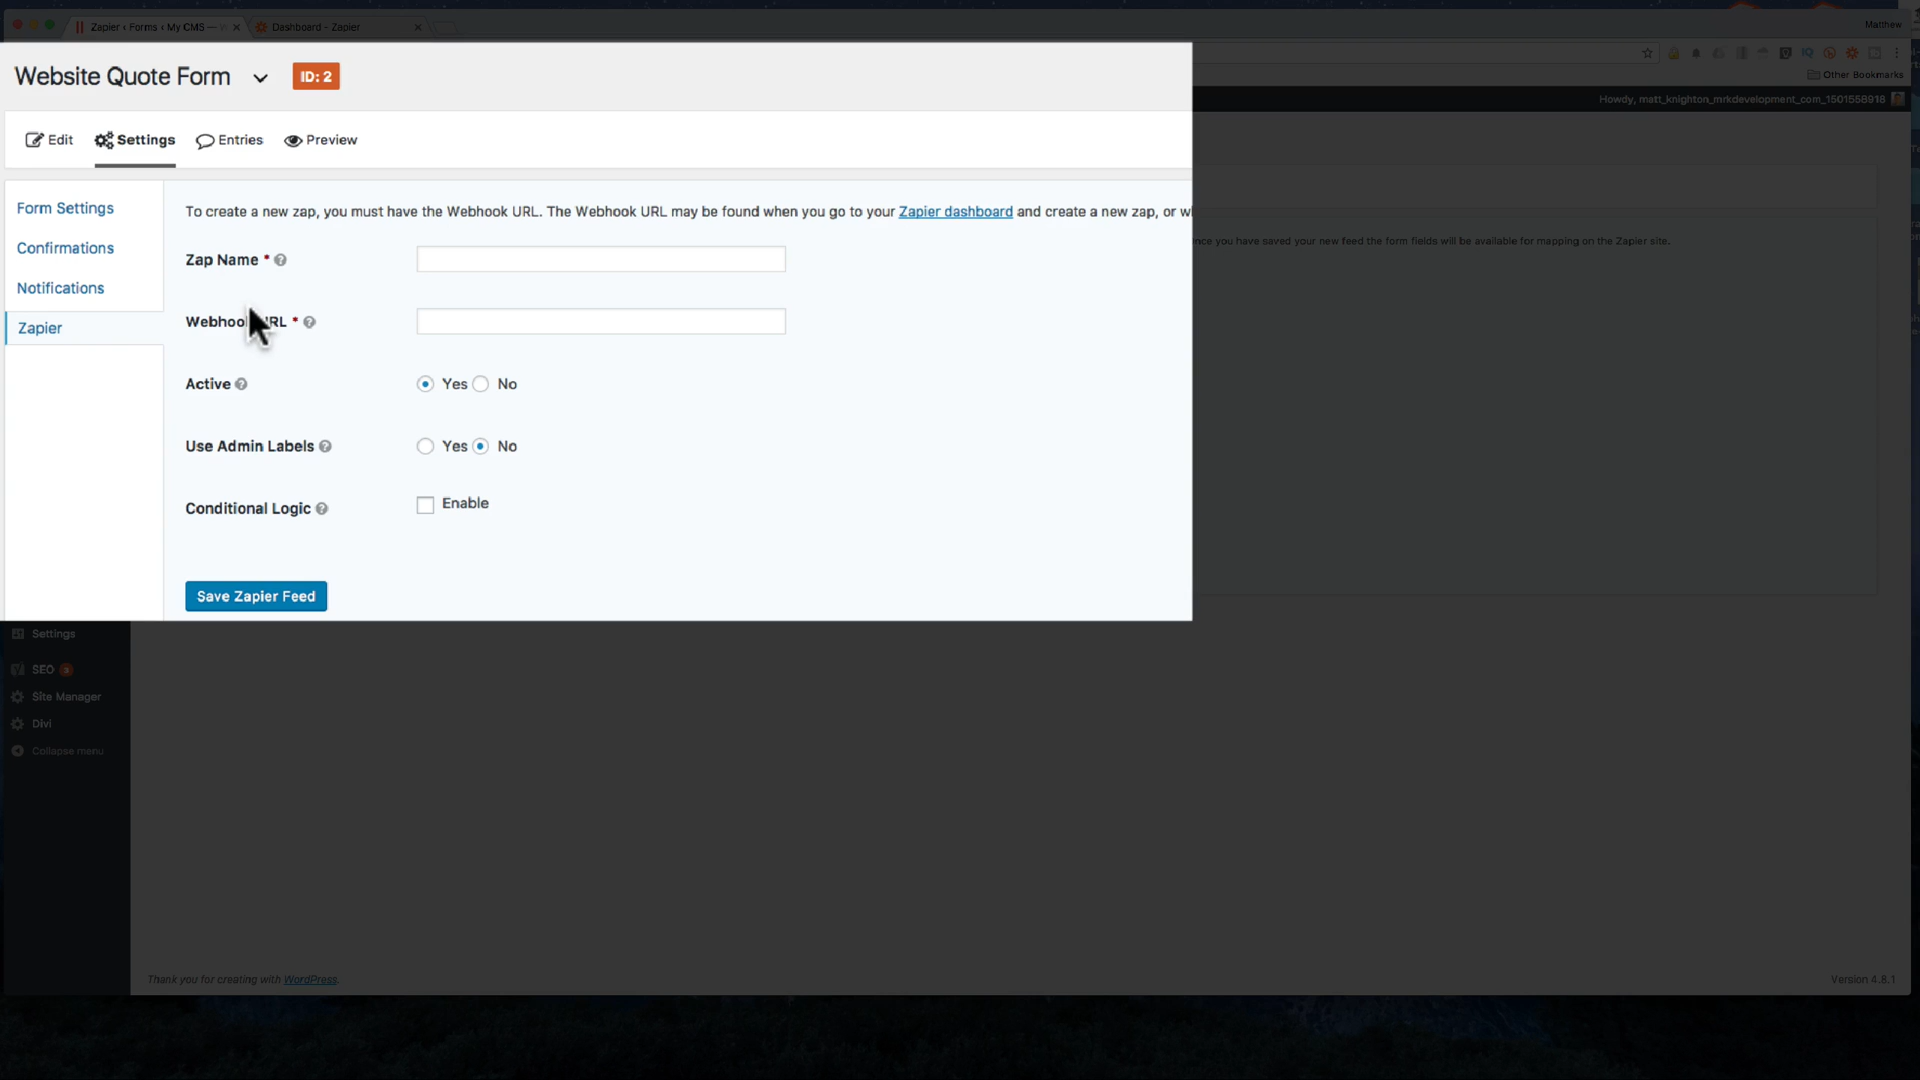 Zapier ‹ Forms ‹ My CMS —
Dashboard - Zapier
Matthew
Other Bookmarks
Howdy, matt_knighton_mrkdevelopment_com_1501558918
Website Quote Form
ID: 2
Edit
Settings
Entries
Preview
Form Settings
Confirmations
Notifications
Zapier
To create a new zap, you must have the Webhook URL. The Webhook URL may be found when you go to your Zapier dashboard and create a new zap, or
once you have saved your new feed the form fields will be available for mapping on the Zapier site.
Zap Name *
Webhook URL *
Active
Yes No
Use Admin Labels
Yes No
Conditional Logic
Enable
Save Zapier Feed
Settings
SEO 3
Site Manager
Divi
Collapse menu
Thank you for creating with WordPress.
Version 4.8.1